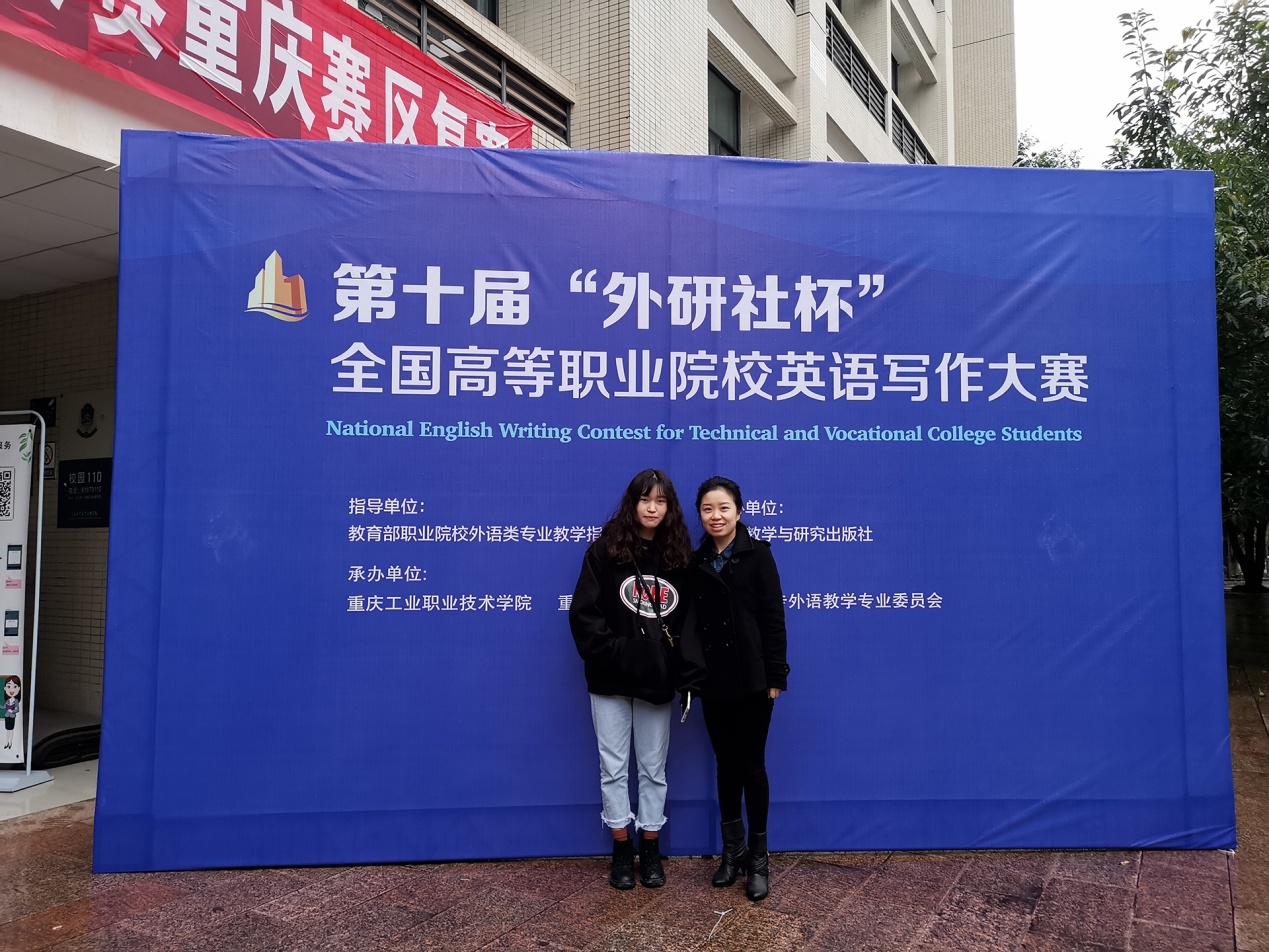 赛重庆赛区复赛
第十届“外研社杯”
全国高等职业院校英语写作大赛
National English Writing Contest for Technical and Vocational College Students
指导单位：
教育部职业院校外语类专业教学指
单位：
教学与研究出版社
承办单位:
重庆工业职业技术学院 重
外语教学专业委员会
校园110
服务